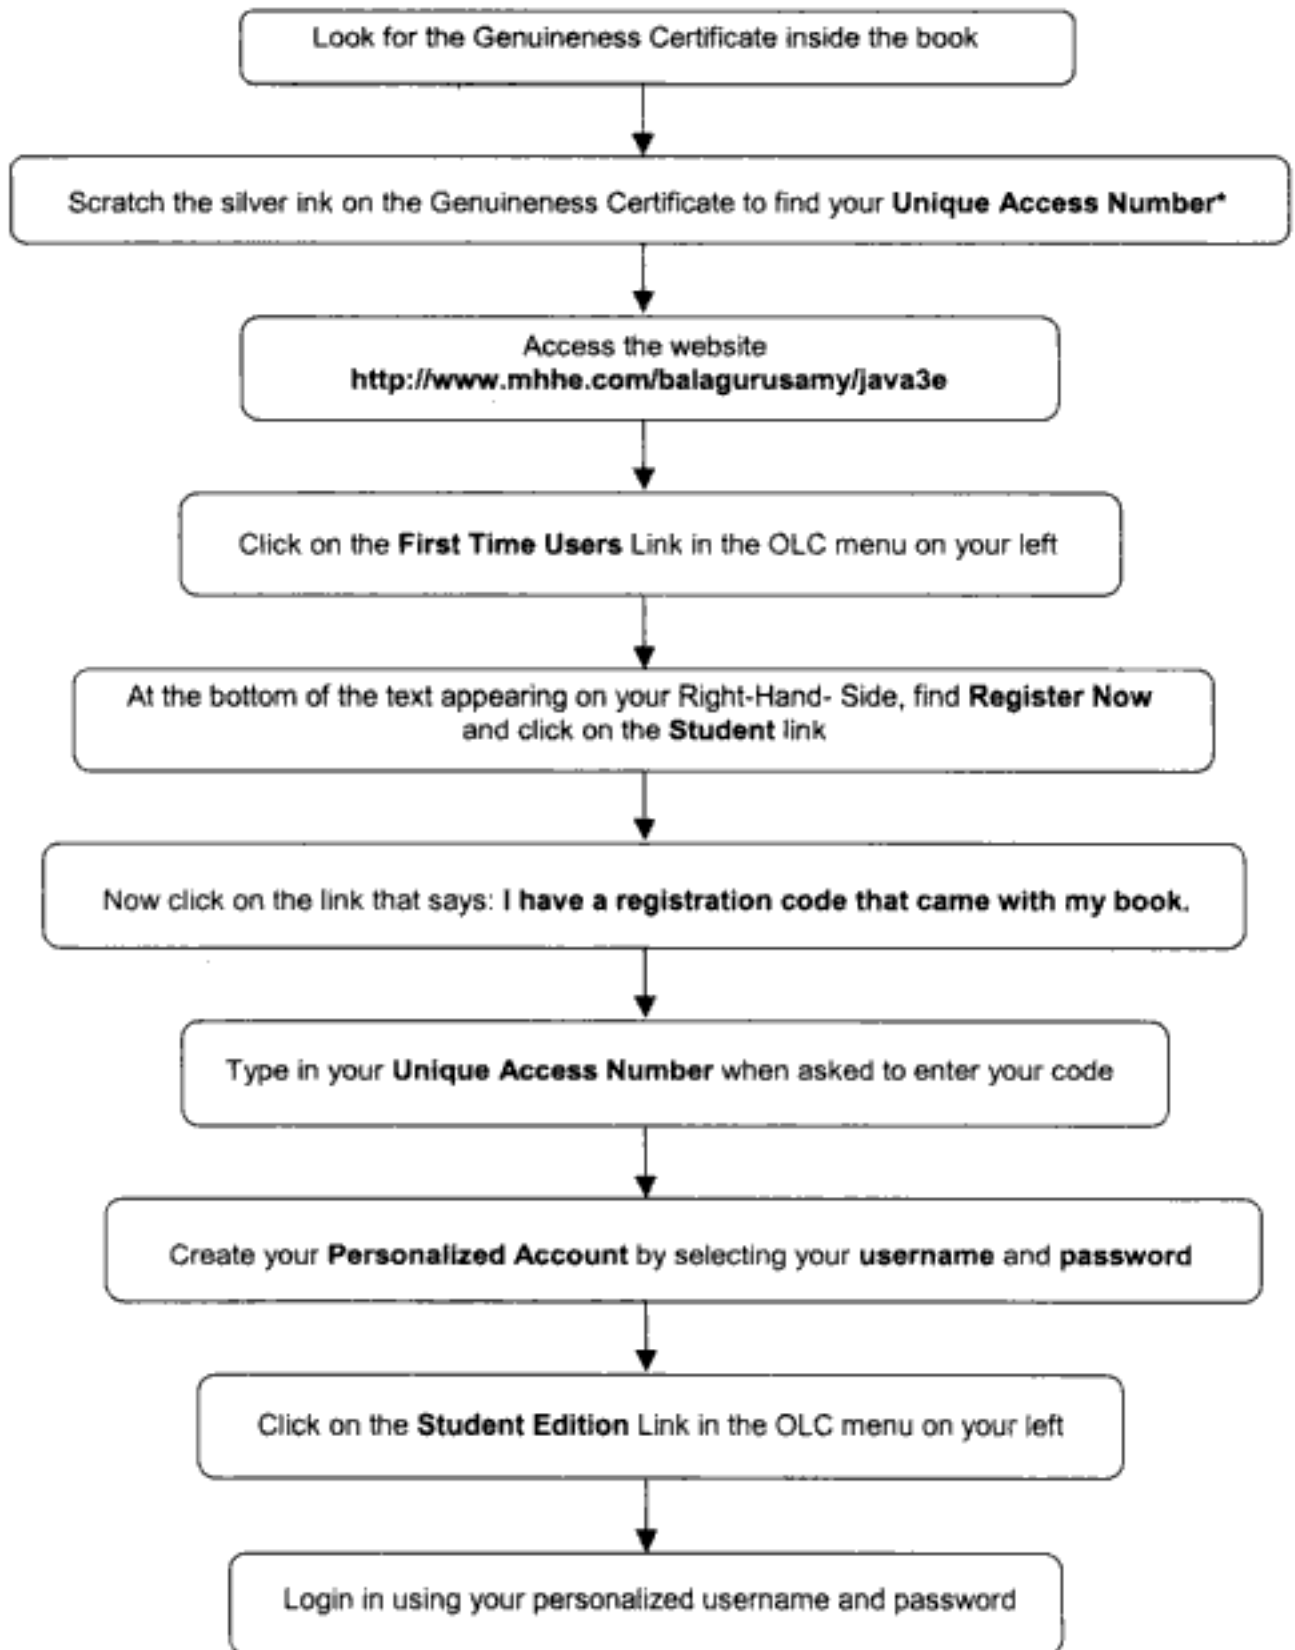 Look for the Genuineness Certificate inside the book
Scratch the silver ink on the Genuineness Certificate to find your Unique Access Number*
Access the website
http://www.mhhe.com/balagurusamy/java3e
Click on the First Time Users Link in the OLC menu on your left
At the bottom of the text appearing on your Right-Hand- Side, find Register Now
and click on the Student link
Now click on the link that says: I have a registration code that came with my book.
Type in your Unique Access Number when asked to enter your code
Create your Personalized Account by selecting your username and password
Click on the Student Edition Link in the OLC menu on your left
Login in using your personalized username and password